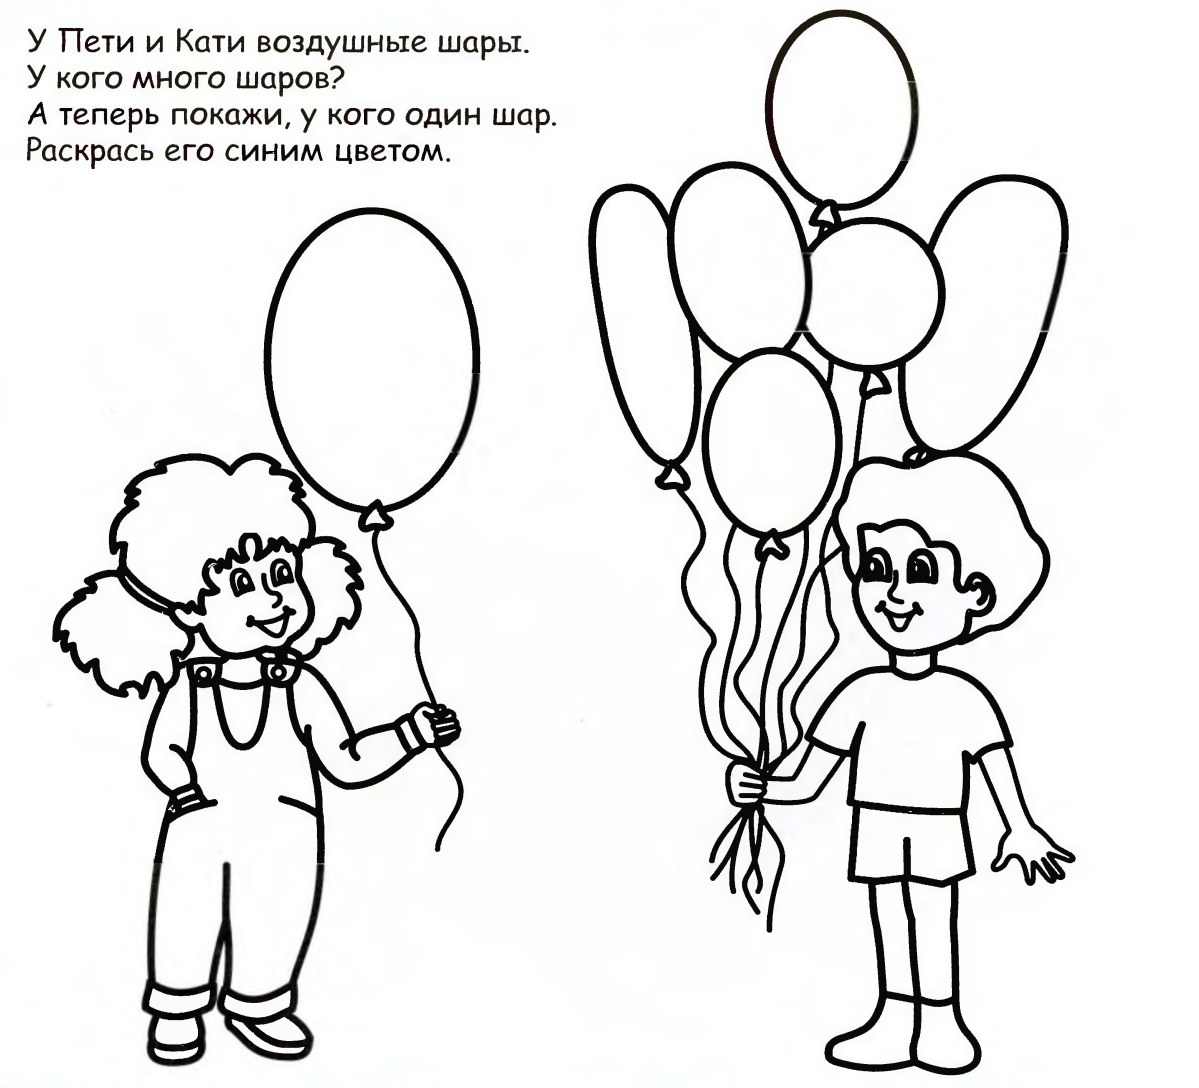 У Пети и Кати воздушные шары.
У кого много шаров?
А теперь покажи, у кого один шар.
Раскрась его синим цветом.